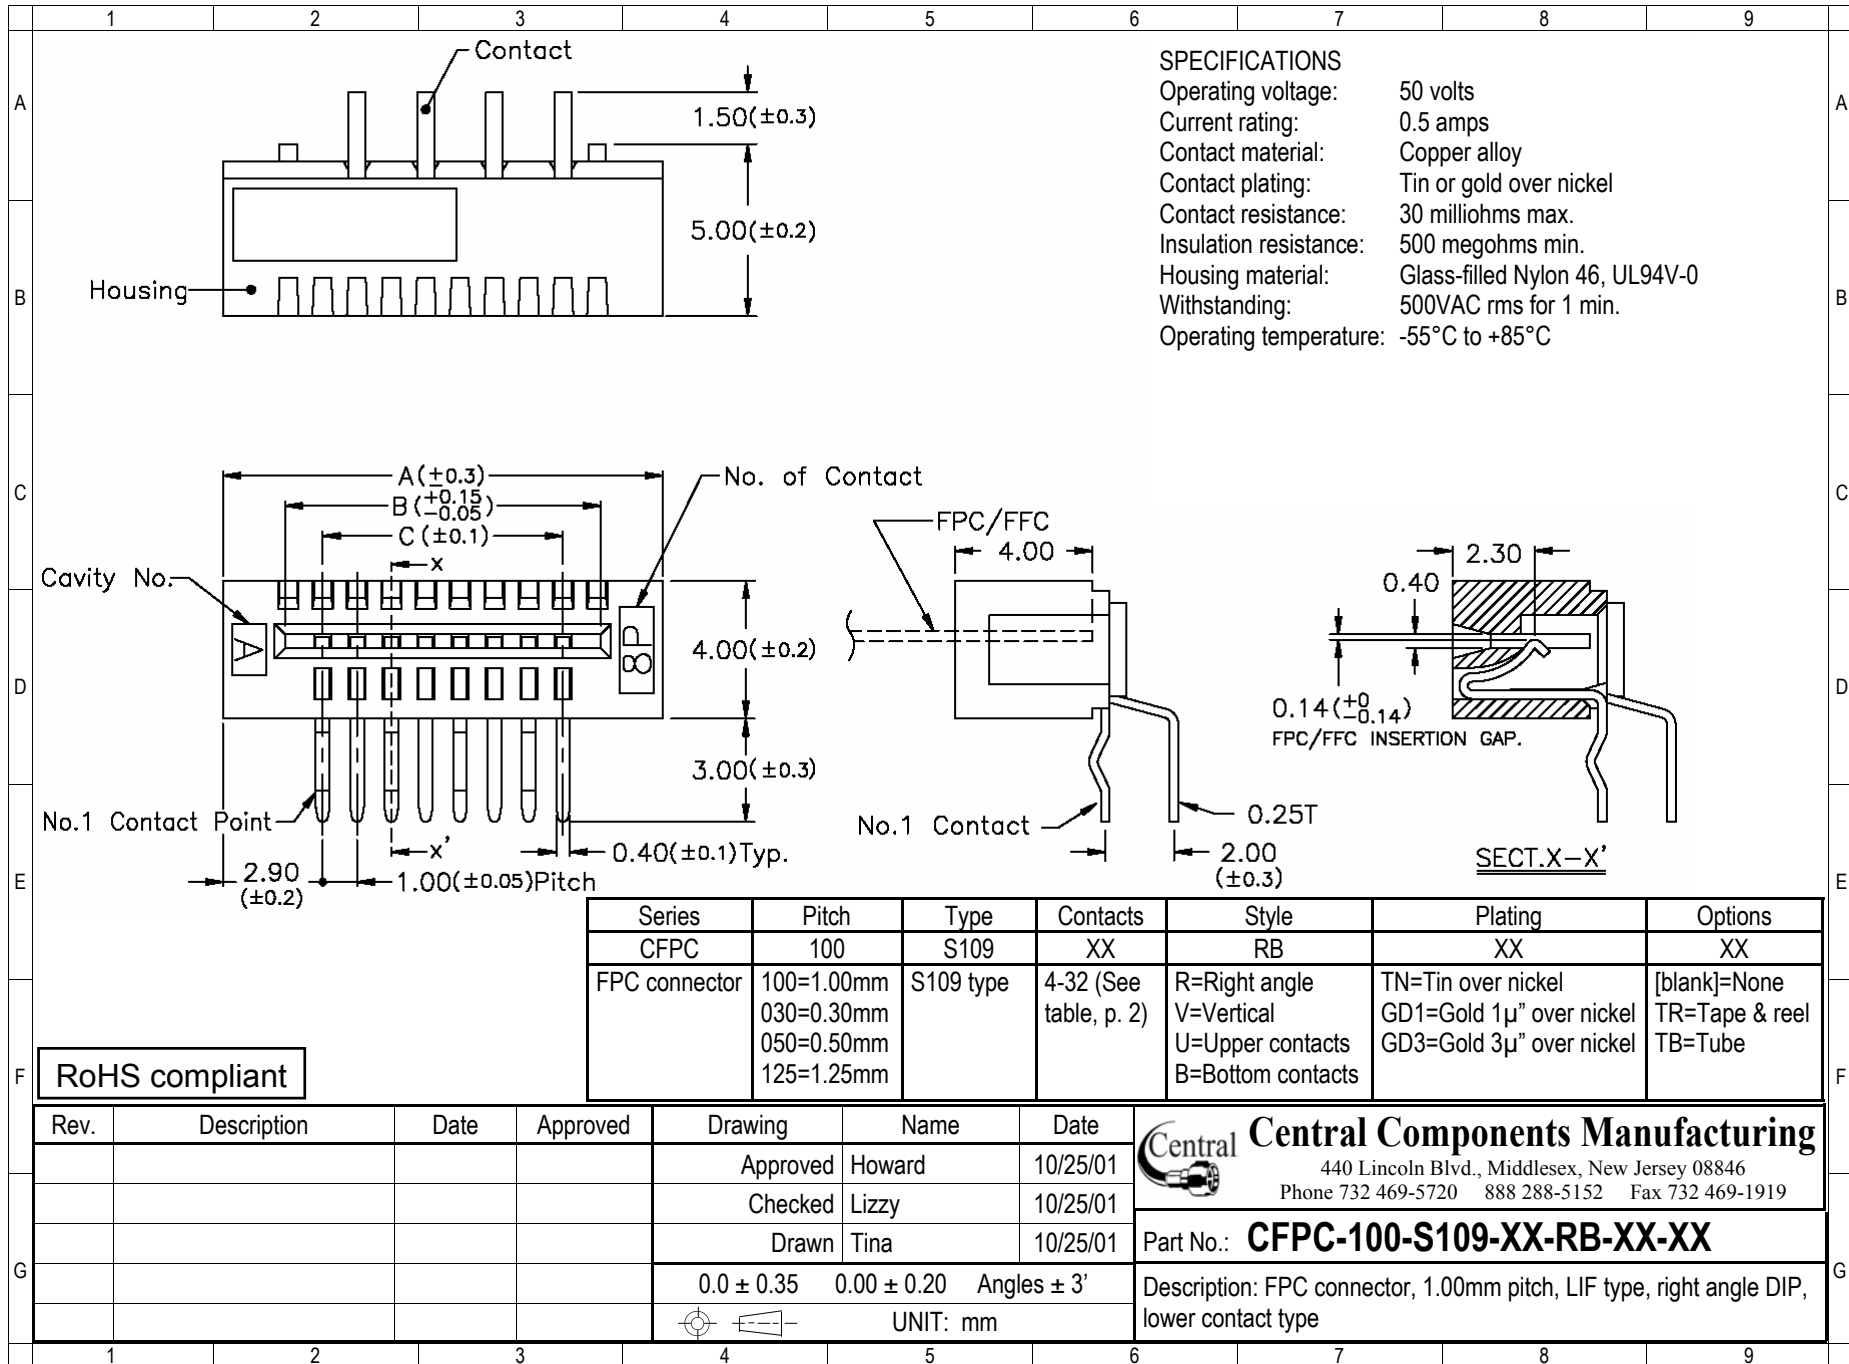 1 2 3 4 5 6 7 8 9
A A
B B
C C
D D
E E
F F
G G
Contact
1.50(±0.3)
5.00(±0.2)
Housing
SPECIFICATIONS
Operating voltage: 50 volts
Current rating: 0.5 amps
Contact material: Copper alloy
Contact plating: Tin or gold over nickel
Contact resistance: 30 milliohms max.
Insulation resistance: 500 megohms min.
Housing material: Glass-filled Nylon 46, UL94V-0
Withstanding: 500VAC rms for 1 min.
Operating temperature: -55°C to +85°C
A(±0.3)
B(+0.15 -0.05)
C(±0.1)
x
No. of Contact
Cavity No.
A
8P
4.00(±0.2)
3.00(±0.3)
No.1 Contact Point
x'
0.40(±0.1)Typ.
2.90
(±0.2)
1.00(±0.05)Pitch
FPC/FFC
4.00
No.1 Contact
0.25T
2.00
(±0.3)
2.30
0.40
0.14(+0 -0.14)
FPC/FFC INSERTION GAP.
SECT.X-X'
Series Pitch Type Contacts Style Plating Options
CFPC 100 S109 XX RB XX XX
FPC connector 100=1.00mm S109 type 4-32 (See R=Right angle TN=Tin over nickel [blank]=None
030=0.30mm table, p. 2) V=Vertical GD1=Gold 1µ" over nickel TR=Tape & reel
050=0.50mm U=Upper contacts GD3=Gold 3µ" over nickel TB=Tube
125=1.25mm B=Bottom contacts
RoHS compliant
Rev. Description Date Approved Drawing Name Date
Approved Howard 10/25/01
Checked Lizzy 10/25/01
Drawn Tina 10/25/01
0.0 ± 0.35 0.00 ± 0.20 Angles ± 3'
UNIT: mm
Central
Central Components Manufacturing
440 Lincoln Blvd., Middlesex, New Jersey 08846
Phone 732 469-5720 888 288-5152 Fax 732 469-1919
Part No.: CFPC-100-S109-XX-RB-XX-XX
Description: FPC connector, 1.00mm pitch, LIF type, right angle DIP,
lower contact type
1 2 3 4 5 6 7 8 9